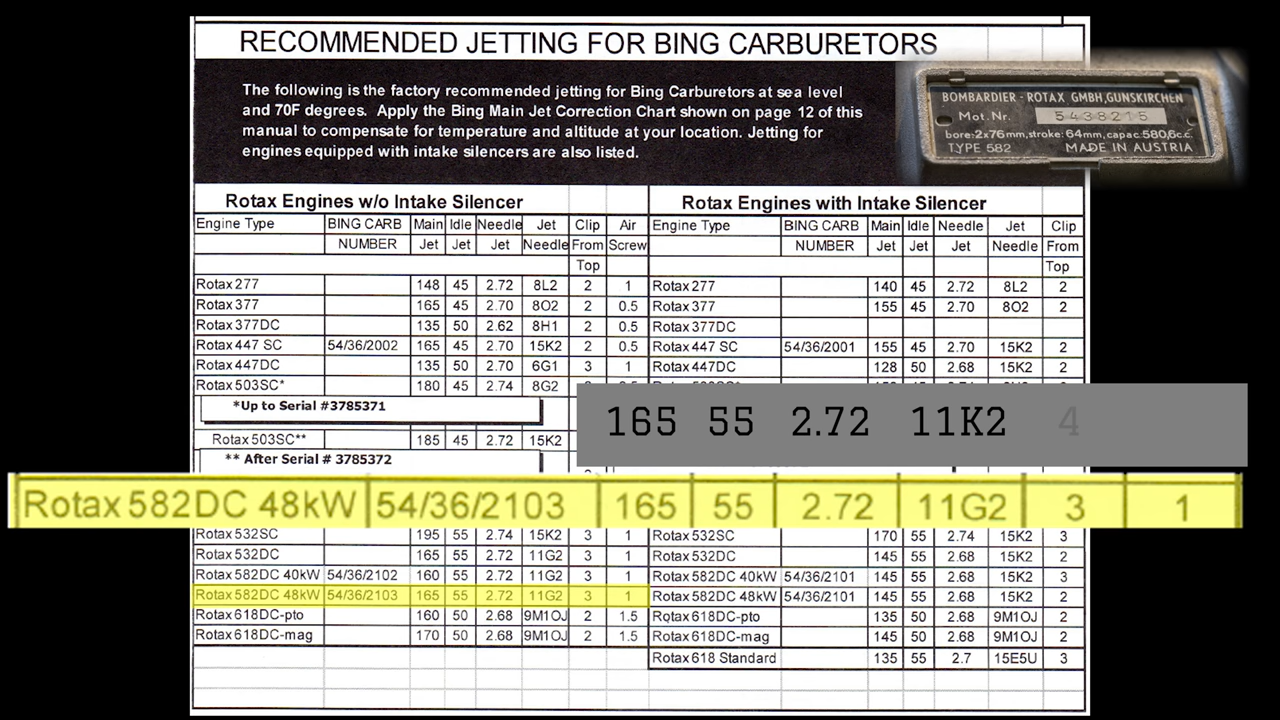 RECOMMENDED JETTING FOR BING CARBURETORS
The following is the factory recommended jetting for Bing Carburetors at sea level
and 70F degrees. Apply the Bing Main Jet Correction Chart shown on page 12 of this
manual to compensate for temperature and altitude at your location. Jetting for
engines equipped with intake silencers are also listed.
BOMBARDIER - ROTAX GMBH, GUNSKIRCHEN
Mot. Nr. 5438215
bore: 2x76mm, stroke: 64mm, capac: 580,6 c.c.
TYPE 582 MADE IN AUSTRIA
Rotax Engines w/o Intake Silencer Rotax Engines with Intake Silencer
Engine Type BING CARB Main Idle Needle Jet Clip Air Engine Type BING CARB Main Idle Needle Jet Clip
NUMBER Jet Jet Jet Needle From Screw NUMBER Jet Jet Jet Needle From
Top Top
Rotax 277 148 45 2.72 8L2 2 1 Rotax 277 140 45 2.72 8L2 2
Rotax 377 165 45 2.70 8O2 2 0.5 Rotax 377 155 45 2.70 8O2 2
Rotax 377DC 135 50 2.62 8H1 2 0.5 Rotax 377DC
Rotax 447 SC 54/36/2002 165 45 2.70 15K2 2 0.5 Rotax 447 SC 54/36/2001 155 45 2.70 15K2 2
Rotax 447DC 135 50 2.70 6G1 3 1 Rotax 447DC 128 50 2.68 15K2 2
Rotax 503SC* 180 45 2.74 8G2
*Up to Serial #3785371
165 55 2.72 11K2 4
Rotax 503SC** 185 45 2.72 15K2
** After Serial # 3785372
Rotax 582DC 48kW 54/36/2103 165 55 2.72 11G2 3 1
Rotax 532SC 195 55 2.74 15K2 3 1 Rotax 532SC 170 55 2.74 15K2 3
Rotax 532DC 165 55 2.72 11G2 3 1 Rotax 532DC 145 55 2.68 15K2 2
Rotax 582DC 40kW 54/36/2102 160 55 2.72 11G2 3 1 Rotax 582DC 40kW 54/36/2101 145 55 2.68 15K2 3
Rotax 582DC 48kW 54/36/2103 165 55 2.72 11G2 3 1 Rotax 582DC 48kW 54/36/2101 145 55 2.68 15K2 2
Rotax 618DC-pto 160 50 2.68 9M1OJ 2 1.5 Rotax 618DC-pto 135 50 2.68 9M1OJ 2
Rotax 618DC-mag 170 50 2.68 9M1OJ 2 1.5 Rotax 618DC-mag 145 50 2.68 9M1OJ 2
Rotax 618 Standard 135 55 2.7 15E5U 3